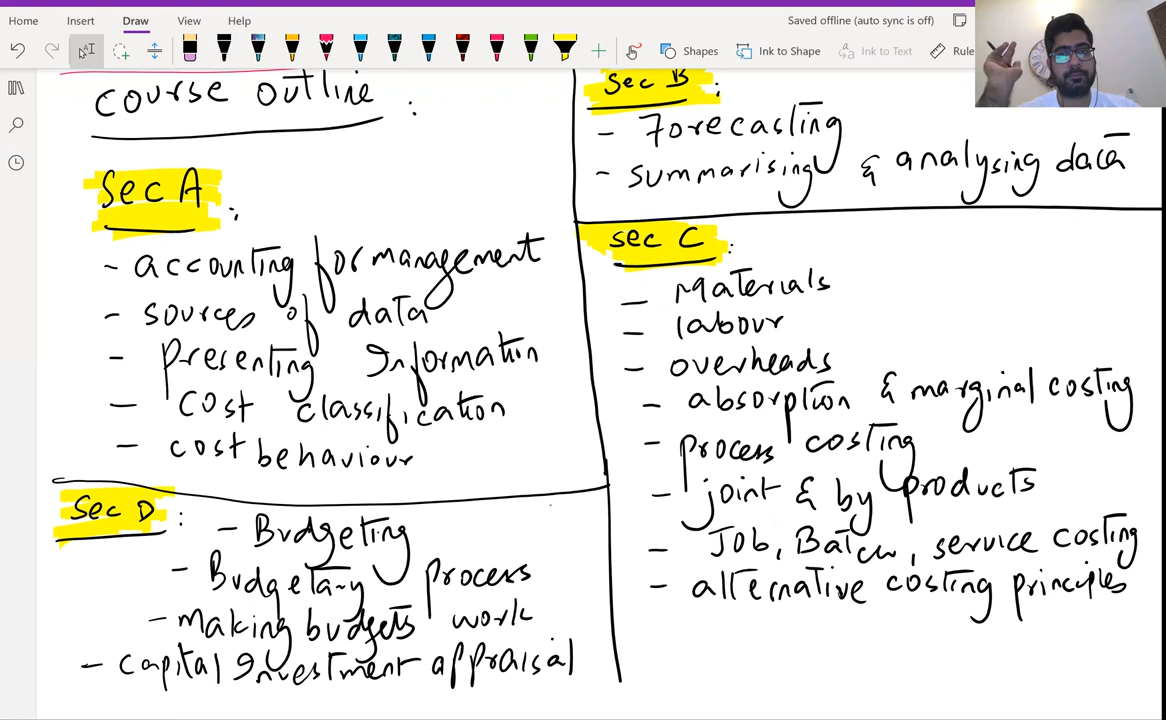 Home Insert Draw View Help
Saved offline (auto sync is off)
Shapes
Ink to Shape
Ink to Text
Rule
course outline :
Sec A :
- accounting for management
- sources of data
- Presenting Information
- cost classification
- cost behaviour
Sec D :
- Budgeting
- Budgetary process
- Making budgets work
- capital Investment appraisal
Sec B :
- Forecasting
- summarising & analysing data
Sec C :
- Materials
- labour
- overheads
- absorption & marginal costing
- process costing
- joint & by products
- Job, Batch, service costing
- alternative costing principles